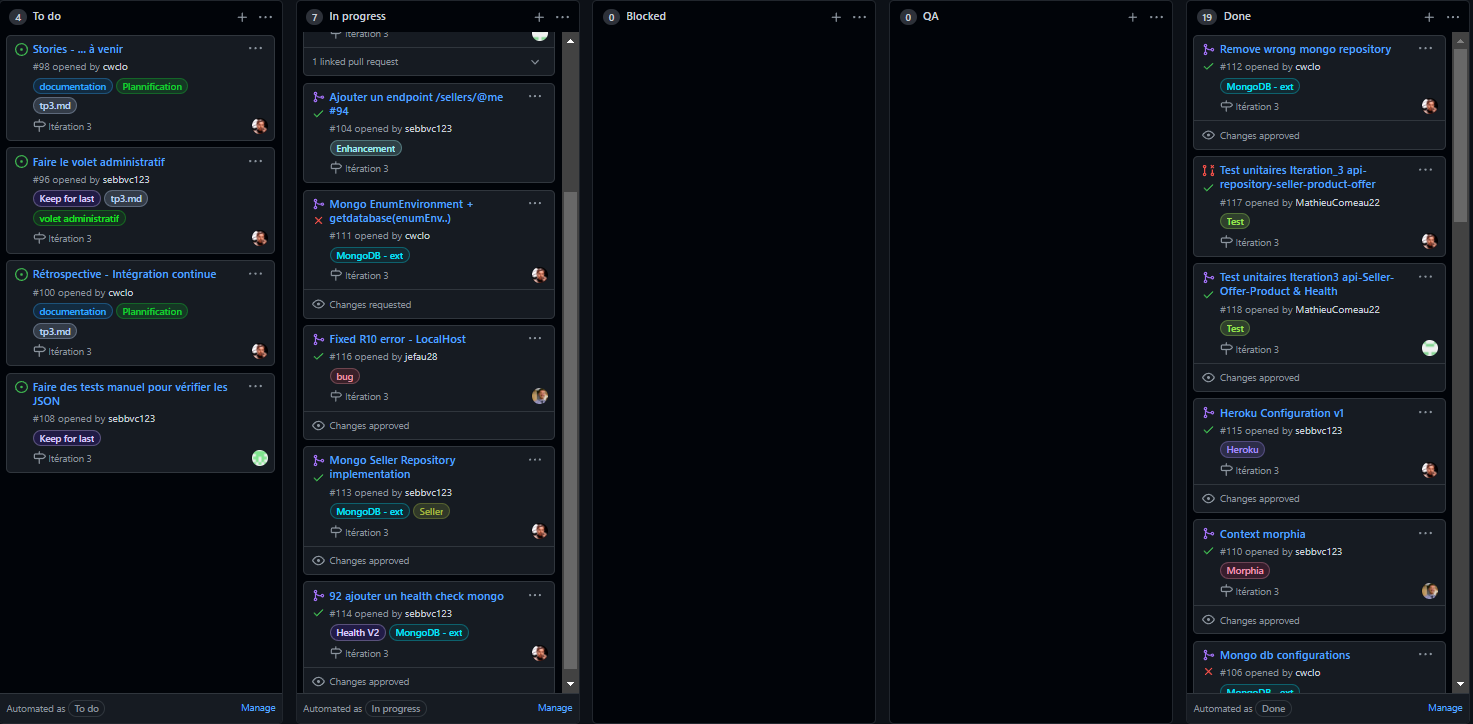 4 To do
Stories - ... à venir
#98 opened by cwclo
documentation Plannification
tp3.md
Itération 3
Faire le volet administratif
#96 opened by sebbvc123
Keep for last tp3.md
volet administratif
Itération 3
Rétrospective - Intégration continue
#100 opened by cwclo
documentation Plannification
tp3.md
Itération 3
Faire des tests manuel pour vérifier les
JSON
#108 opened by sebbvc123
Keep for last
Itération 3
Automated as To do Manage
7 In progress
Itération 3
1 linked pull request
Ajouter un endpoint /sellers/@me
#94
#104 opened by sebbvc123
Enhancement
Itération 3
Mongo EnumEnvironment +
getdatabase(enumEnv..)
#111 opened by cwclo
MongoDB - ext
Itération 3
Changes requested
Fixed R10 error - LocalHost
#116 opened by jefau28
bug
Itération 3
Changes approved
Mongo Seller Repository
implementation
#113 opened by sebbvc123
MongoDB - ext Seller
Itération 3
Changes approved
92 ajouter un health check mongo
#114 opened by sebbvc123
Health V2 MongoDB - ext
Itération 3
Changes approved
Automated as In progress Manage
0 Blocked
0 QA
19 Done
Remove wrong mongo repository
#112 opened by cwclo
MongoDB - ext
Itération 3
Changes approved
Test unitaires Iteration_3 api-
repository-seller-product-offer
#117 opened by MathieuComeau22
Test
Itération 3
Test unitaires Iteration3 api-Seller-
Offer-Product & Health
#118 opened by MathieuComeau22
Test
Itération 3
Changes approved
Heroku Configuration v1
#115 opened by sebbvc123
Heroku
Itération 3
Changes approved
Context morphia
#110 opened by sebbvc123
Morphia
Itération 3
Changes approved
Mongo db configurations
#106 opened by cwclo
MongoDB - ext
Automated as Done Manage